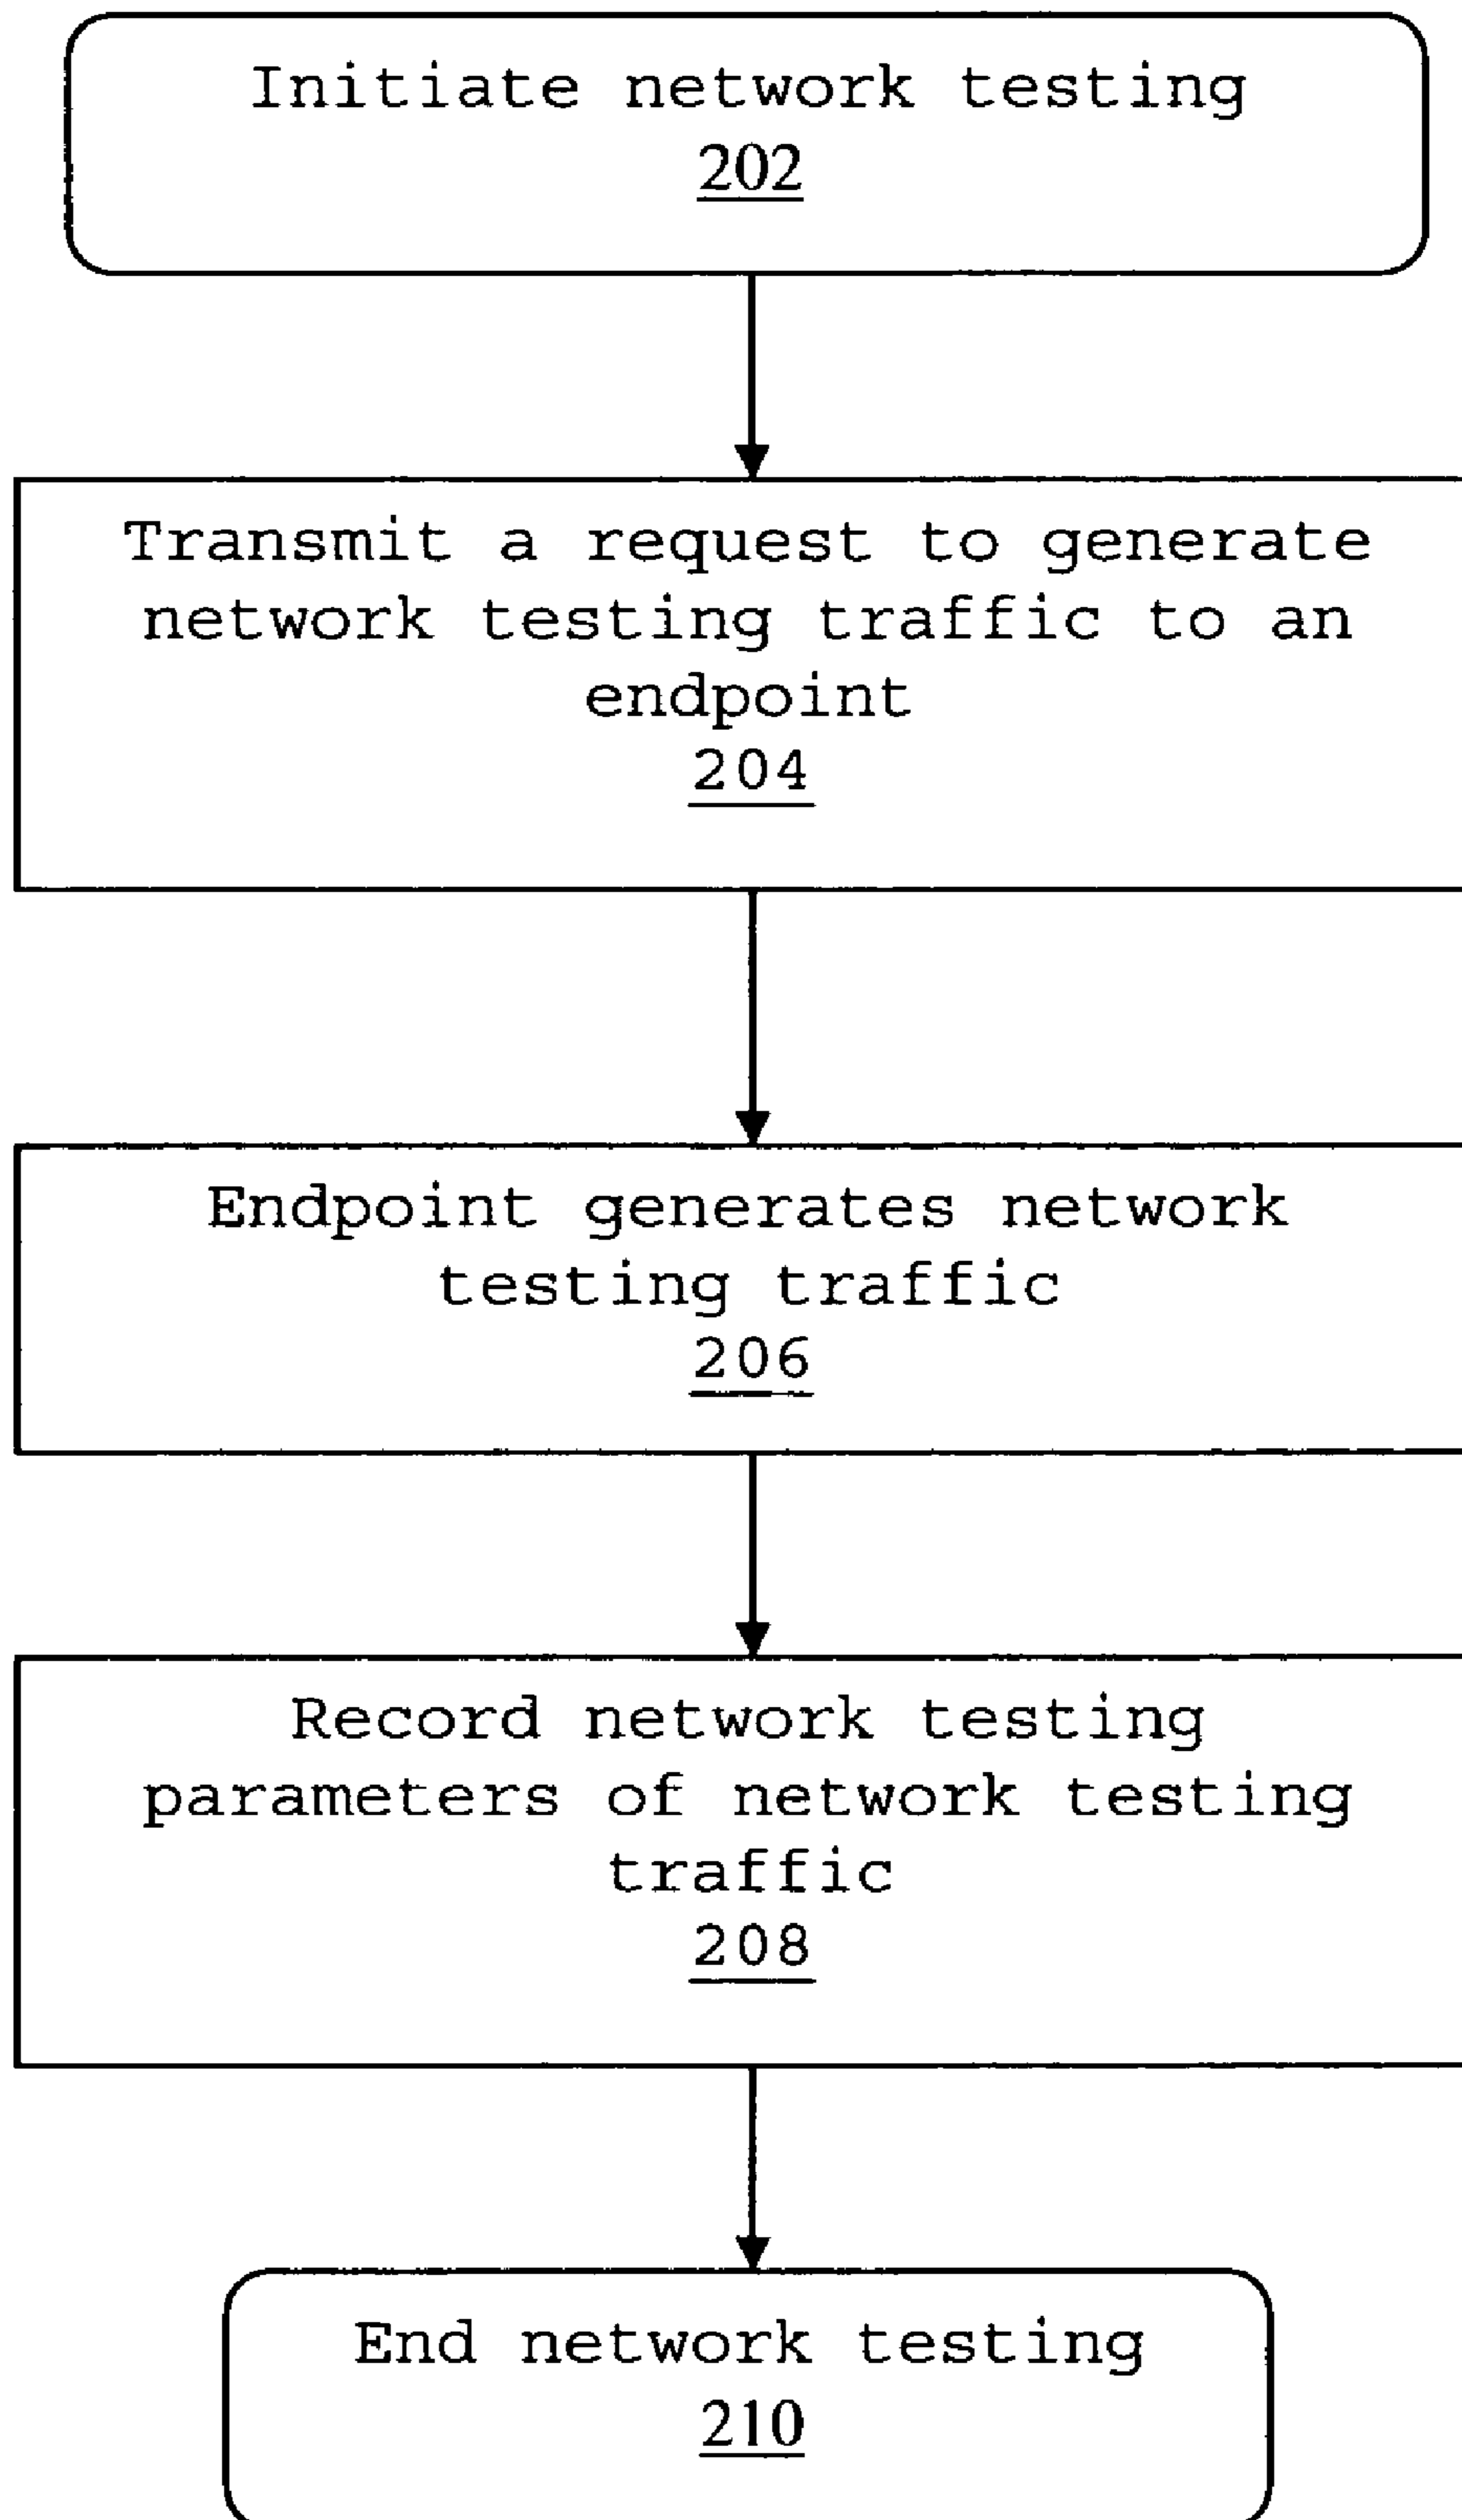 Initiate network testing
202
Transmit a request to generate
network testing traffic to an
endpoint
204
Endpoint generates network
testing traffic
206
Record network testing
parameters of network testing
traffic
208
End network testing
210